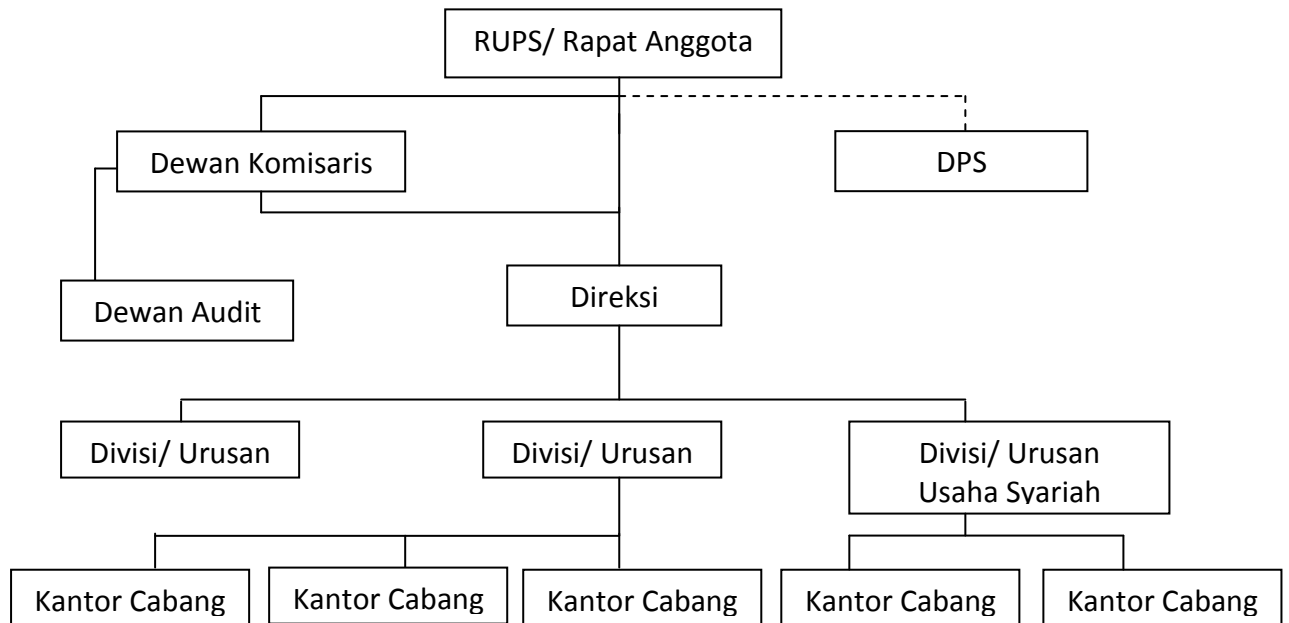 RUPS/ Rapat Anggota
Dewan Komisaris
DPS
Dewan Audit
Direksi
Divisi/ Urusan
Divisi/ Urusan
Divisi/ Urusan
Usaha Syariah
Kantor Cabang
Kantor Cabang
Kantor Cabang
Kantor Cabang
Kantor Cabang